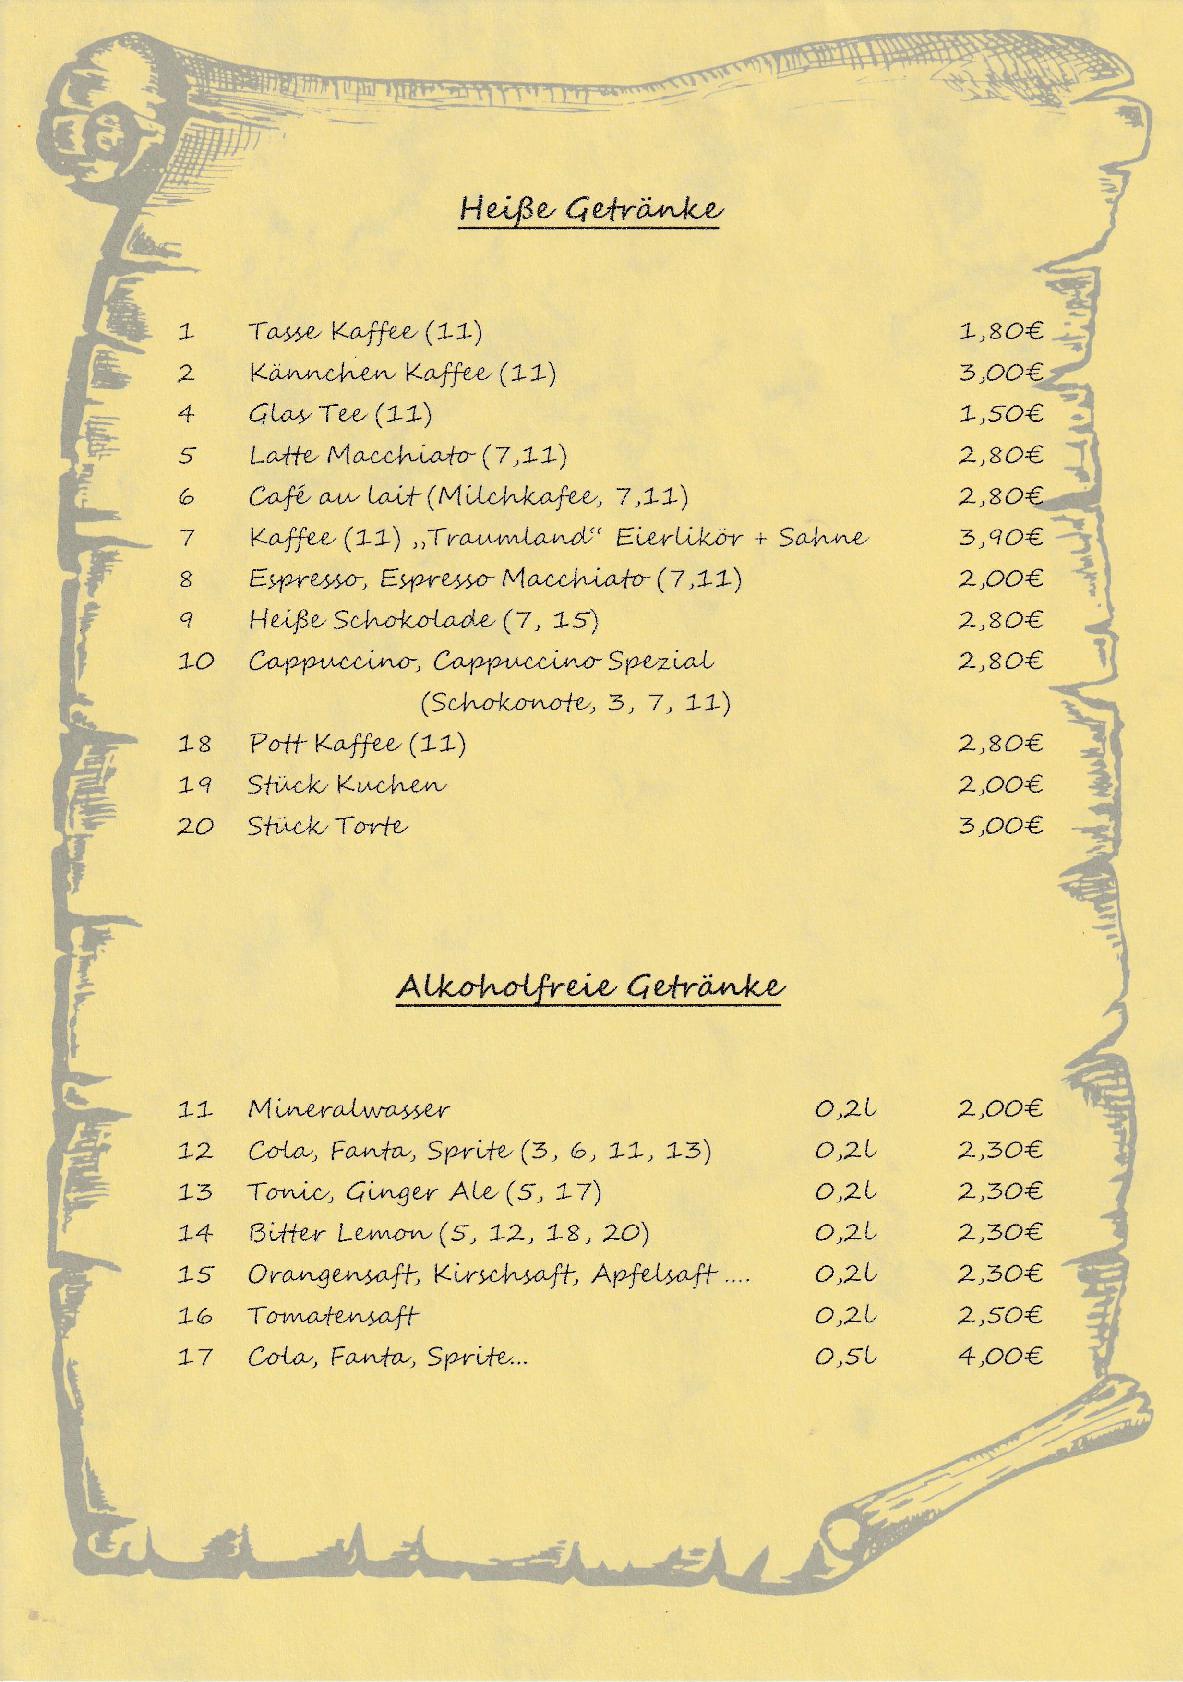 Heiße Getränke
1 Tasse Kaffee (11) 1,80€
2 Kännchen Kaffee (11) 3,00€
4 Glas Tee (11) 1,50€
5 Latte Macchiato (7,11) 2,80€
6 Café au lait (Milchkafee, 7,11) 2,80€
7 Kaffee (11) „Traumland“ Eierlikör + Sahne 3,90€
8 Espresso, Espresso Macchiato (7,11) 2,00€
9 Heiße Schokolade (7, 15) 2,80€
10 Cappuccino, Cappuccino Spezial 2,80€
(Schokonote, 3, 7, 11)
18 Pott Kaffee (11) 2,80€
19 Stück Kuchen 2,00€
20 Stück Torte 3,00€
Alkoholfreie Getränke
11 Mineralwasser 0,2l 2,00€
12 Cola, Fanta, Sprite (3, 6, 11, 13) 0,2l 2,30€
13 Tonic, Ginger Ale (5, 17) 0,2l 2,30€
14 Bitter Lemon (5, 12, 18, 20) 0,2l 2,30€
15 Orangensaft, Kirschsaft, Apfelsaft .... 0,2l 2,30€
16 Tomatensaft 0,2l 2,50€
17 Cola, Fanta, Sprite... 0,5l 4,00€